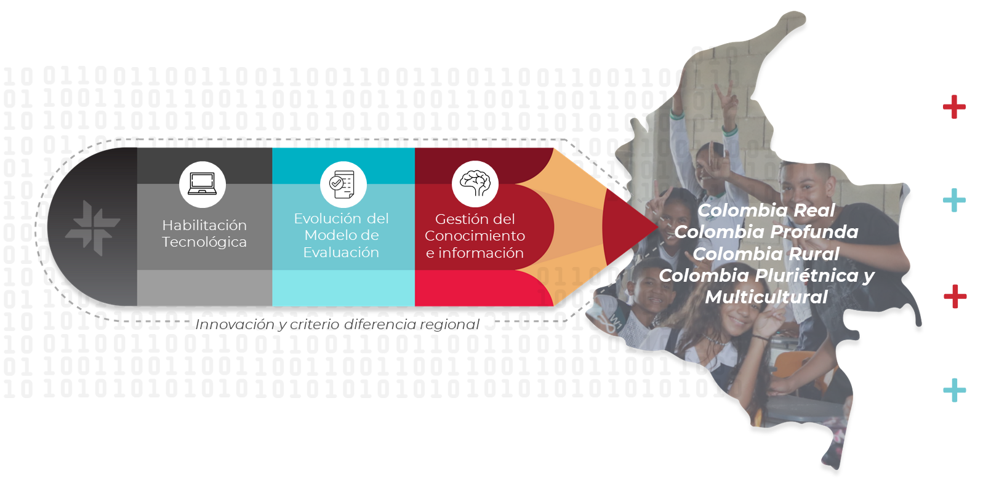 Habilitación
Tecnológica
Evolución del
Modelo de
Evaluación
Gestión del
Conocimiento
e información
Innovación y criterio diferencia regional
Colombia Real
Colombia Profunda
Colombia Rural
Colombia Pluriétnica y
Multicultural